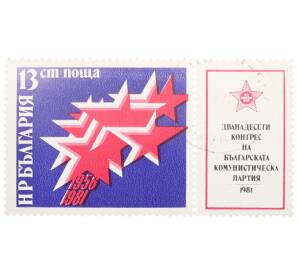 13 ст поща
НР БЪЛГАРИЯ
1956
1981
ДВАНАДЕСЕТИ
КОНГРЕС
НА
БЪЛГАРСКАТА
КОМУНИСТИЧЕСКА
ПАРТИЯ
1981